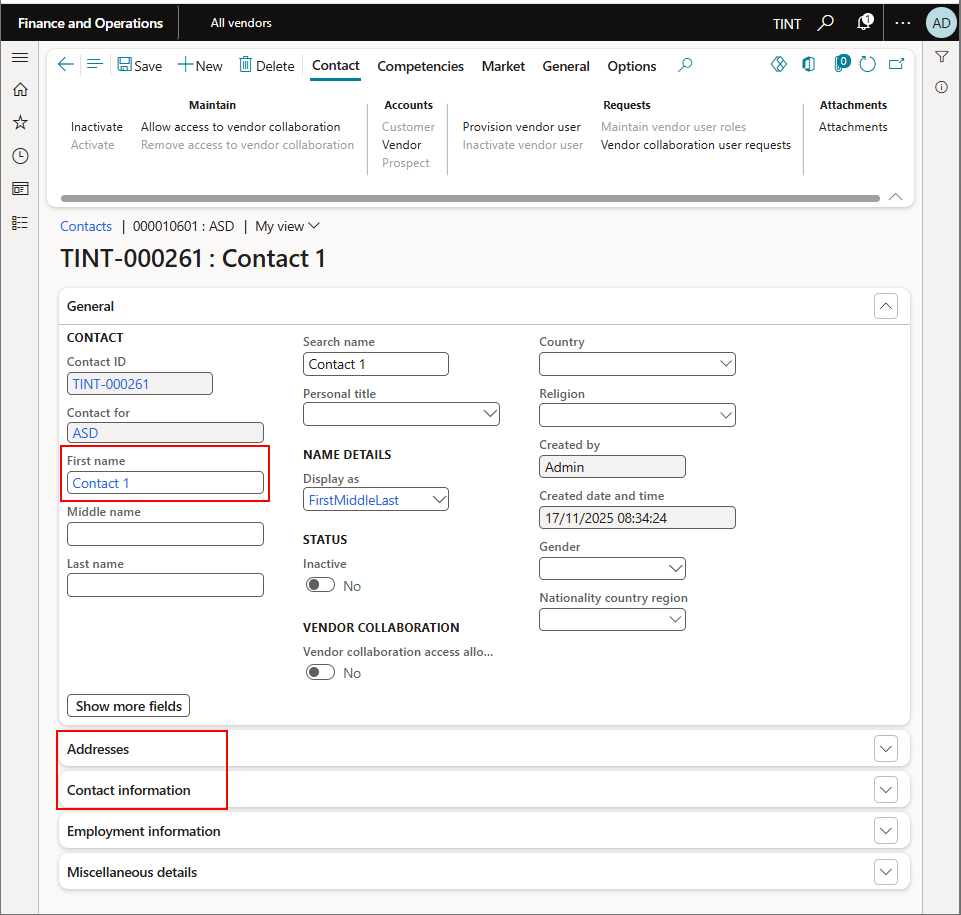 Finance and Operations
All vendors
TINT
1
AD
Save
New
Delete
Contact
Competencies
Market
General
Options
0
Maintain
Inactivate
Allow access to vendor collaboration
Activate
Remove access to vendor collaboration
Accounts
Customer
Vendor
Prospect
Requests
Provision vendor user
Maintain vendor user roles
Inactivate vendor user
Vendor collaboration user requests
Attachments
Attachments
Contacts | 000010601 : ASD | My view
TINT-000261 : Contact 1
General
CONTACT
Contact ID
TINT-000261
Contact for
ASD
First name
Contact 1
Middle name
Last name
Search name
Contact 1
Personal title
NAME DETAILS
Display as
FirstMiddleLast
STATUS
Inactive
No
VENDOR COLLABORATION
Vendor collaboration access allo...
No
Country
Religion
Created by
Admin
Created date and time
17/11/2025 08:34:24
Gender
Nationality country region
Show more fields
Addresses
Contact information
Employment information
Miscellaneous details